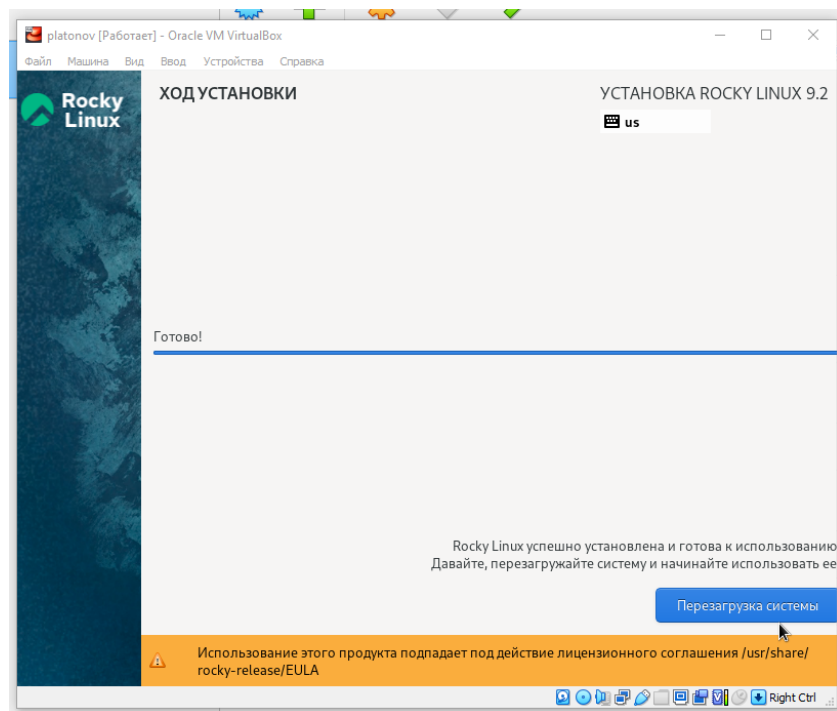 platonov [Работает] - Oracle VM VirtualBox
Файл Машина Вид Ввод Устройства Справка
Rocky
Linux
ХОД УСТАНОВКИ
УСТАНОВКА ROCKY LINUX 9.2
us
Готово!
Rocky Linux успешно установлена и готова к использованию
Давайте, перезагружайте систему и начинайте использовать ее
Перезагрузка системы
Использование этого продукта подпадает под действие лицензионного соглашения /usr/share/
rocky-release/EULA
Right Ctrl